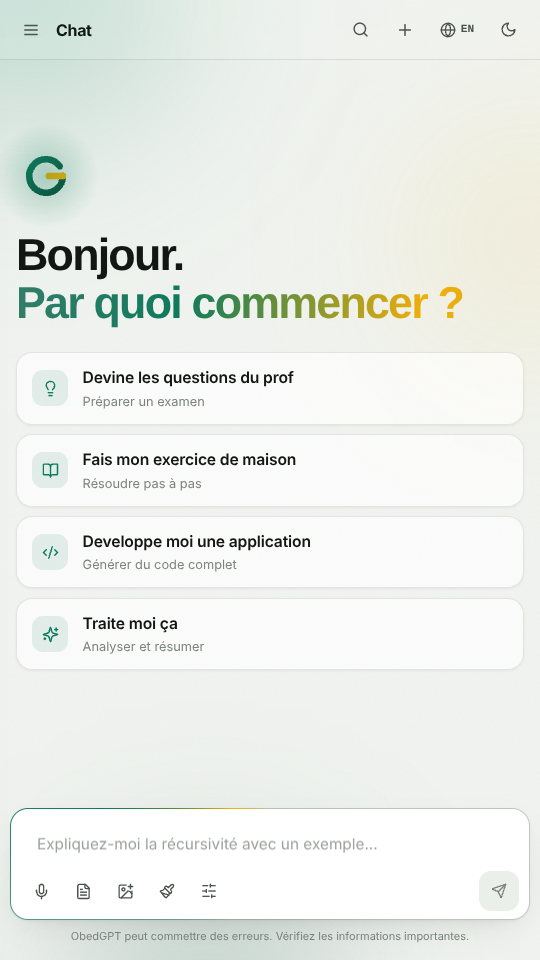 Chat
EN
Bonjour.
Par quoi commencer ?
Devine les questions du prof
Préparer un examen
Fais mon exercice de maison
Résoudre pas à pas
Developpe moi une application
Générer du code complet
Traite moi ça
Analyser et résumer
Expliquez-moi la récursivité avec un exemple...
ObedGPT peut commettre des erreurs. Vérifiez les informations importantes.